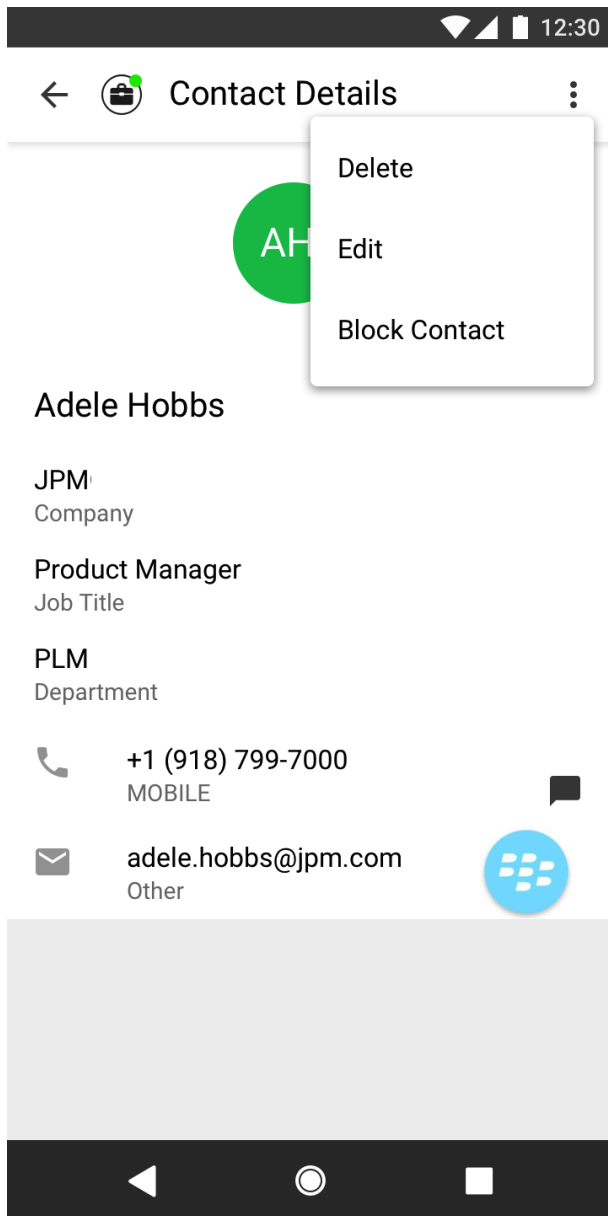 12:30
Contact Details
Delete
AH
Edit
Block Contact
Adele Hobbs
JPM
Company
Product Manager
Job Title
PLM
Department
+1 (918) 799-7000
MOBILE
adele.hobbs@jpm.com
Other